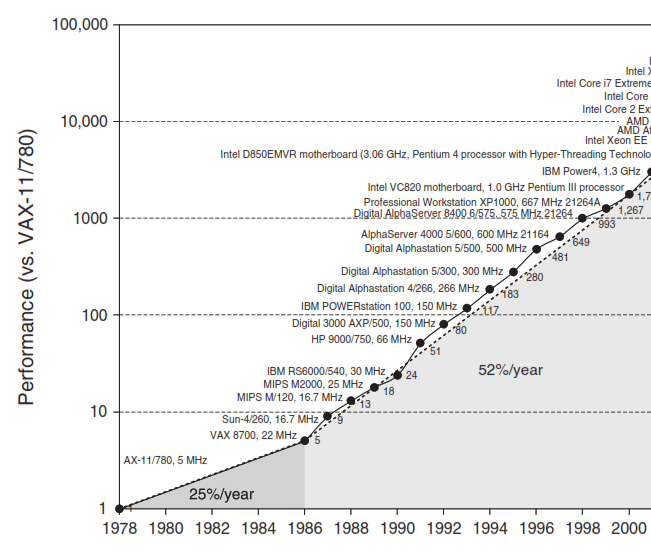 100,000
Intel X
Intel Core i7 Extreme
Intel Core
Intel Core 2 Ext
10,000
AMD
AMD At
Intel Xeon EE
Intel D850EMVR motherboard (3.06 GHz, Pentium 4 processor with Hyper-Threading Technolo
IBM Power4, 1.3 GHz
Intel VC820 motherboard, 1.0 GHz Pentium III processor
1,7
Professional Workstation XP1000, 667 MHz 21264A
1,267
Digital AlphaServer 8400 6/575, 575 MHz 21264
1000
993
AlphaServer 4000 5/600, 600 MHz 21164
649
Digital Alphastation 5/500, 500 MHz
481
Digital Alphastation 5/300, 300 MHz
280
Digital Alphastation 4/266, 266 MHz
183
IBM POWERstation 100, 150 MHz
117
100
Digital 3000 AXP/500, 150 MHz
80
HP 9000/750, 66 MHz
51
52%/year
IBM RS6000/540, 30 MHz
24
MIPS M2000, 25 MHz
18
MIPS M/120, 16.7 MHz
13
10
Sun-4/260, 16.7 MHz
9
VAX 8700, 22 MHz
5
AX-11/780, 5 MHz
25%/year
1
1978 1980 1982 1984 1986 1988 1990 1992 1994 1996 1998 2000
Performance (vs. VAX-11/780)